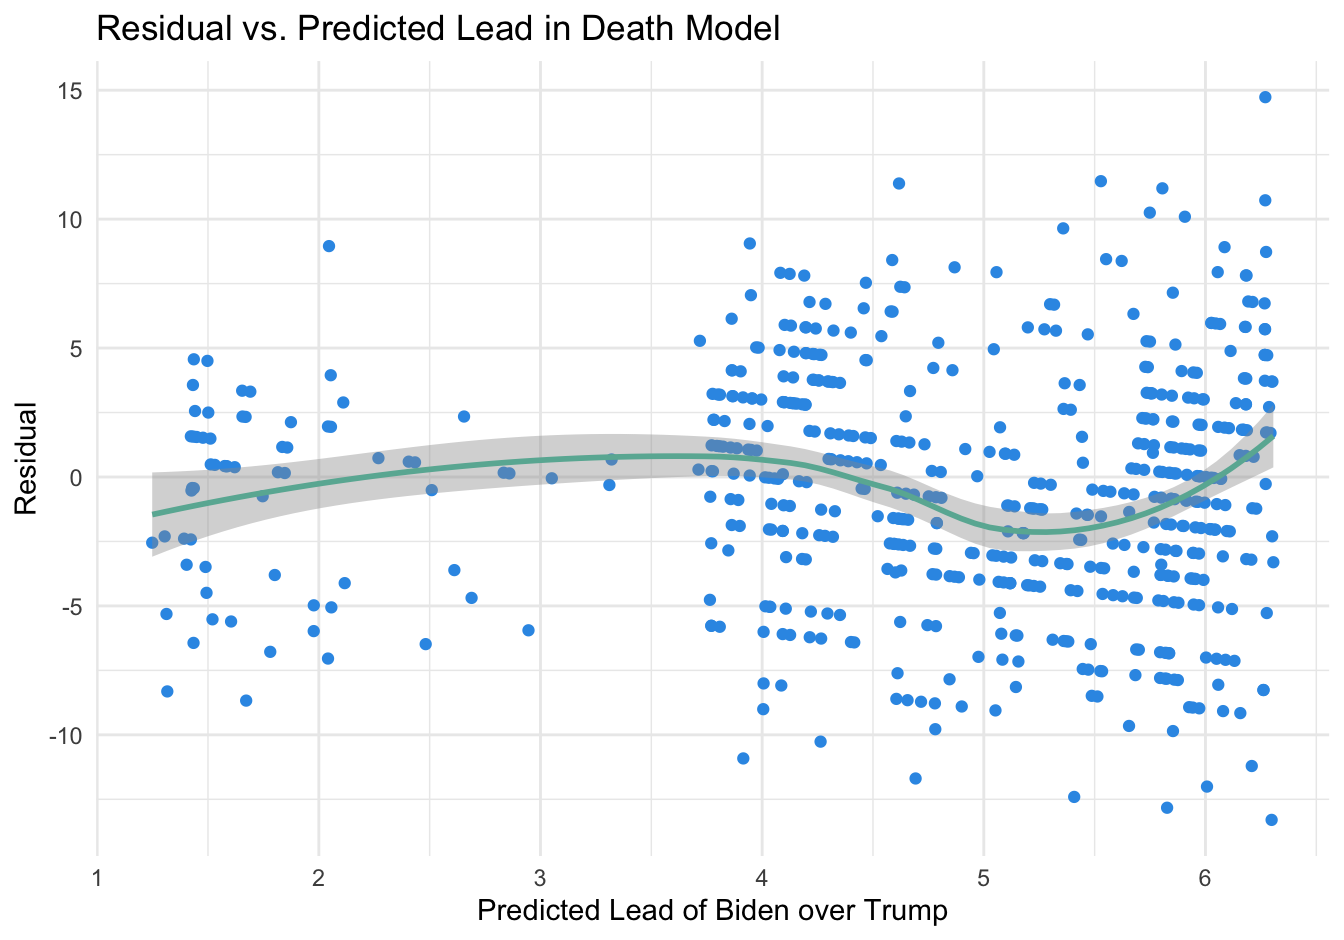 Residual vs. Predicted Lead in Death Model
Residual
15
10
5
0
-5
-10
1 2 3 4 5 6
Predicted Lead of Biden over Trump